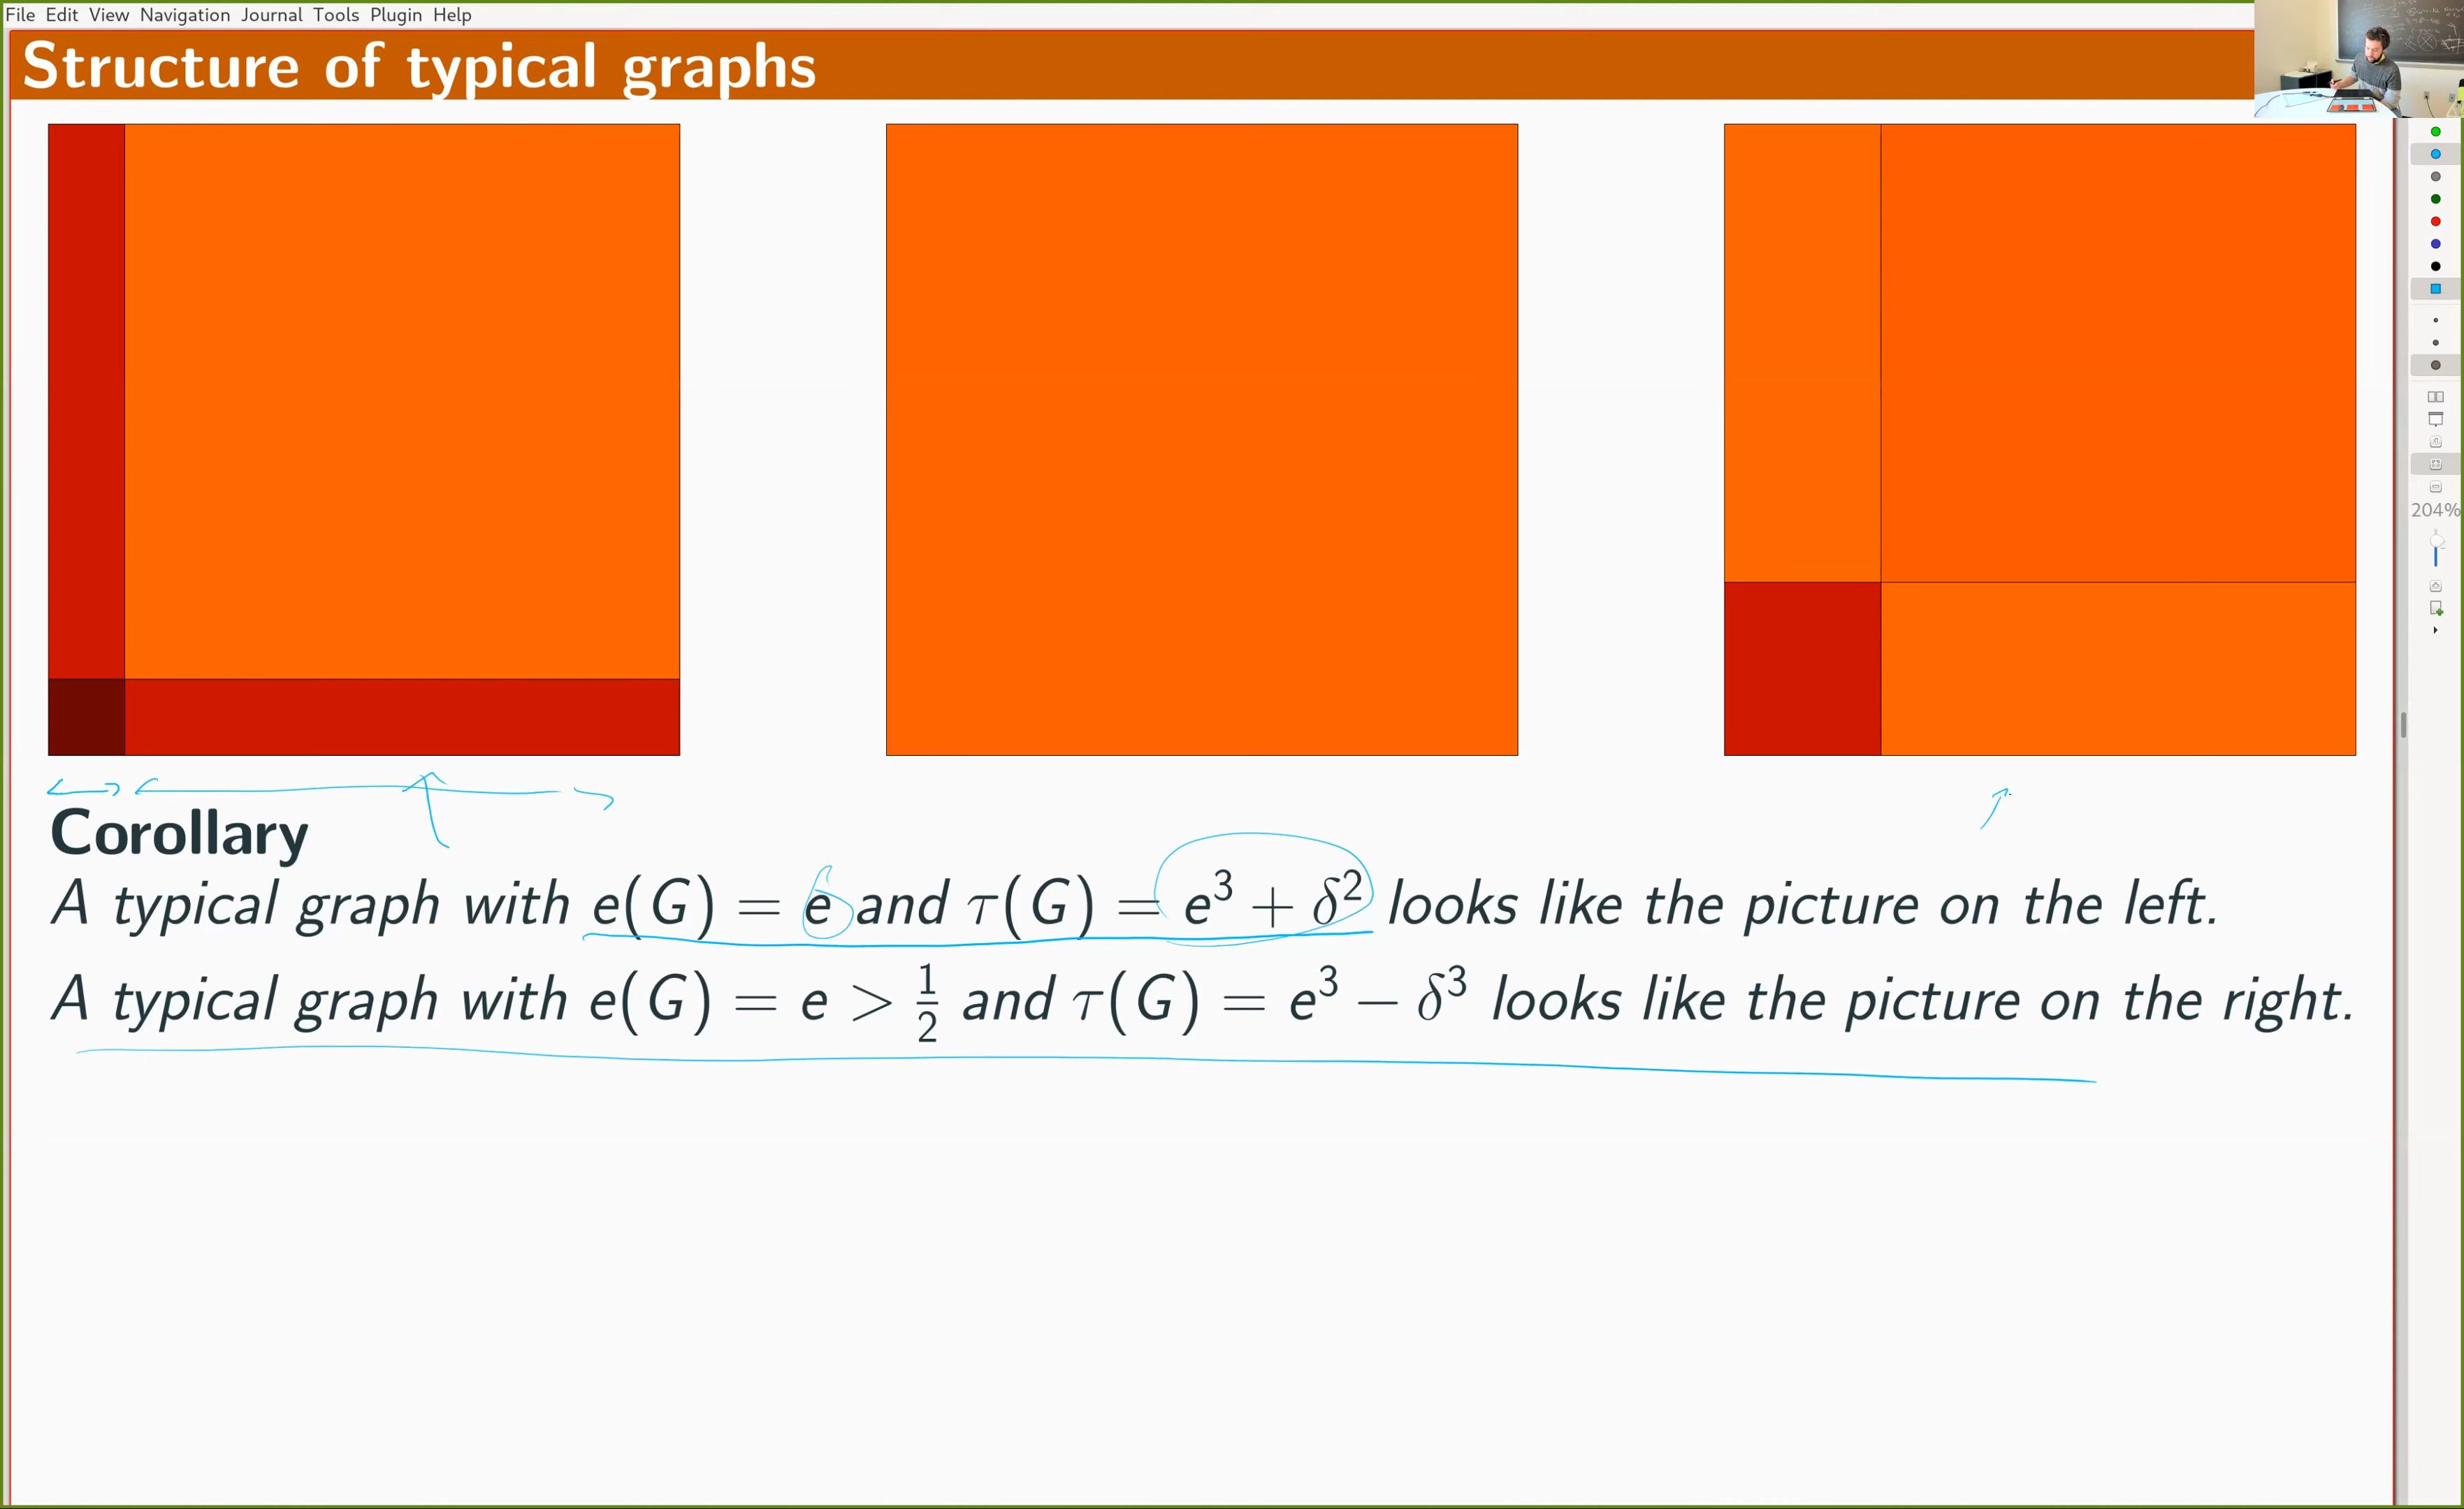 File Edit View Navigation Journal Tools Plugin Help
Structure of typical graphs
204%
Corollary
A typical graph with e(G) = e and τ(G) = e³ + δ² looks like the picture on the left.
A typical graph with e(G) = e > 1/2 and τ(G) = e³ − δ³ looks like the picture on the right.